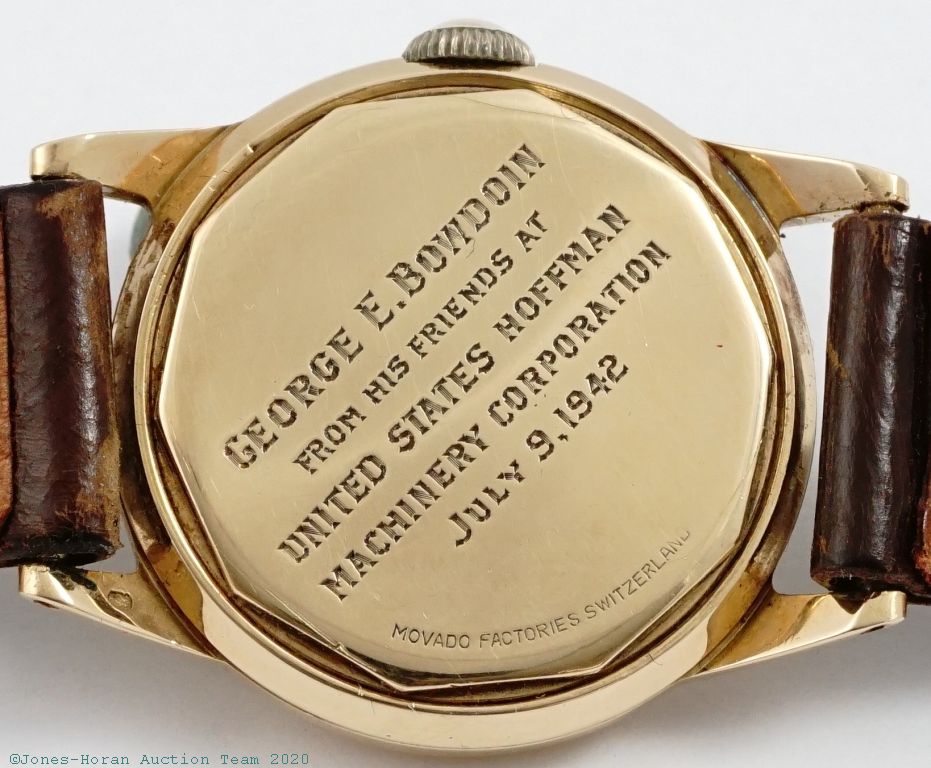 GEORGE E. BOWDOIN
FROM HIS FRIENDS AT
UNITED STATES HOFFMAN
MACHINERY CORPORATION
JULY 9, 1942
MOVADO FACTORIES SWITZERLAND
©Jones-Horan Auction Team 2020